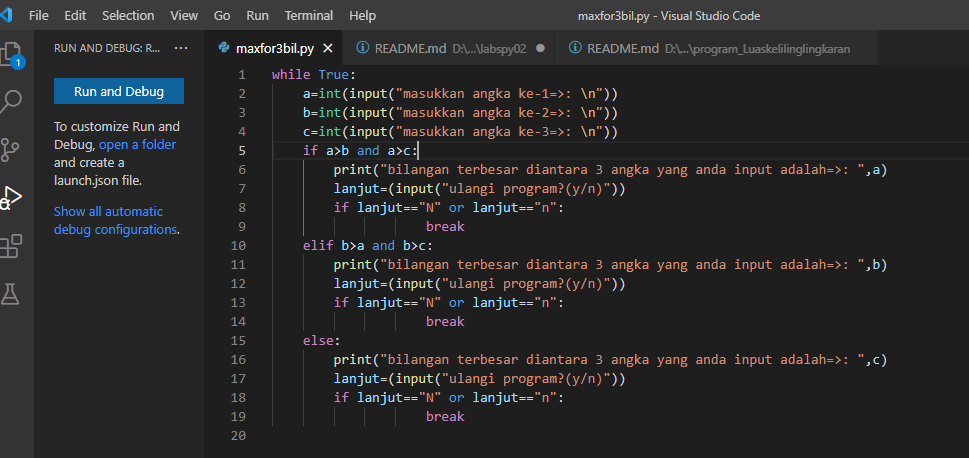 File Edit Selection View Go Run Terminal Help maxfor3bil.py - Visual Studio Code
RUN AND DEBUG: R... ···
maxfor3bil.py × README.md D:\...\labspy02 ● README.md D:\...\program_Luaskelilinglingkaran
1
Run and Debug
To customize Run and
Debug, open a folder
and create a
launch.json file.
Show all automatic
debug configurations.
1 while True:
2 a=int(input("masukkan angka ke-1=>: \n"))
3 b=int(input("masukkan angka ke-2=>: \n"))
4 c=int(input("masukkan angka ke-3=>: \n"))
5 if a>b and a>c:
6 print("bilangan terbesar diantara 3 angka yang anda input adalah=>: ",a)
7 lanjut=(input("ulangi program?(y/n)"))
8 if lanjut=="N" or lanjut=="n":
9 break
10 elif b>a and b>c:
11 print("bilangan terbesar diantara 3 angka yang anda input adalah=>: ",b)
12 lanjut=(input("ulangi program?(y/n)"))
13 if lanjut=="N" or lanjut=="n":
14 break
15 else:
16 print("bilangan terbesar diantara 3 angka yang anda input adalah=>: ",c)
17 lanjut=(input("ulangi program?(y/n)"))
18 if lanjut=="N" or lanjut=="n":
19 break
20